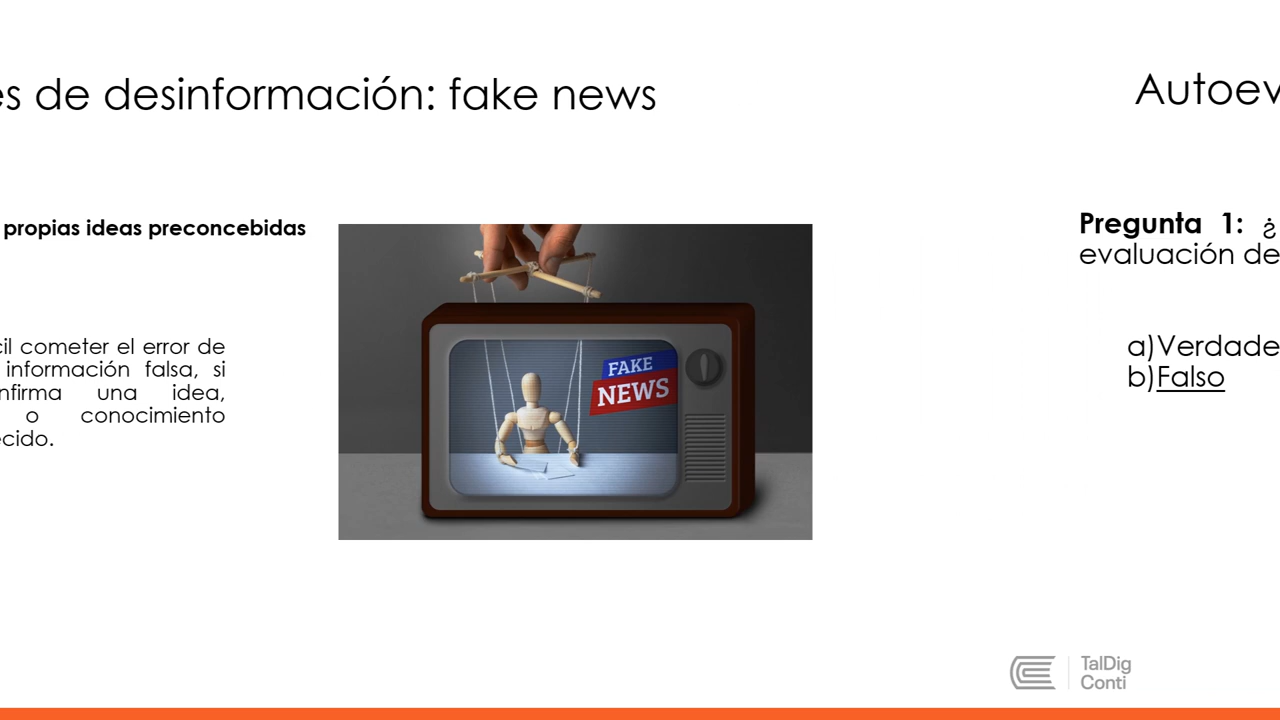 es de desinformación: fake news
propias ideas preconcebidas
cil cometer el error de
información falsa, si
nfirma una idea,
o conocimiento
ecido.
FAKE
NEWS
Autoev
Pregunta 1: ¿
evaluación de
a)Verdade
b)Falso
TalDig
Conti